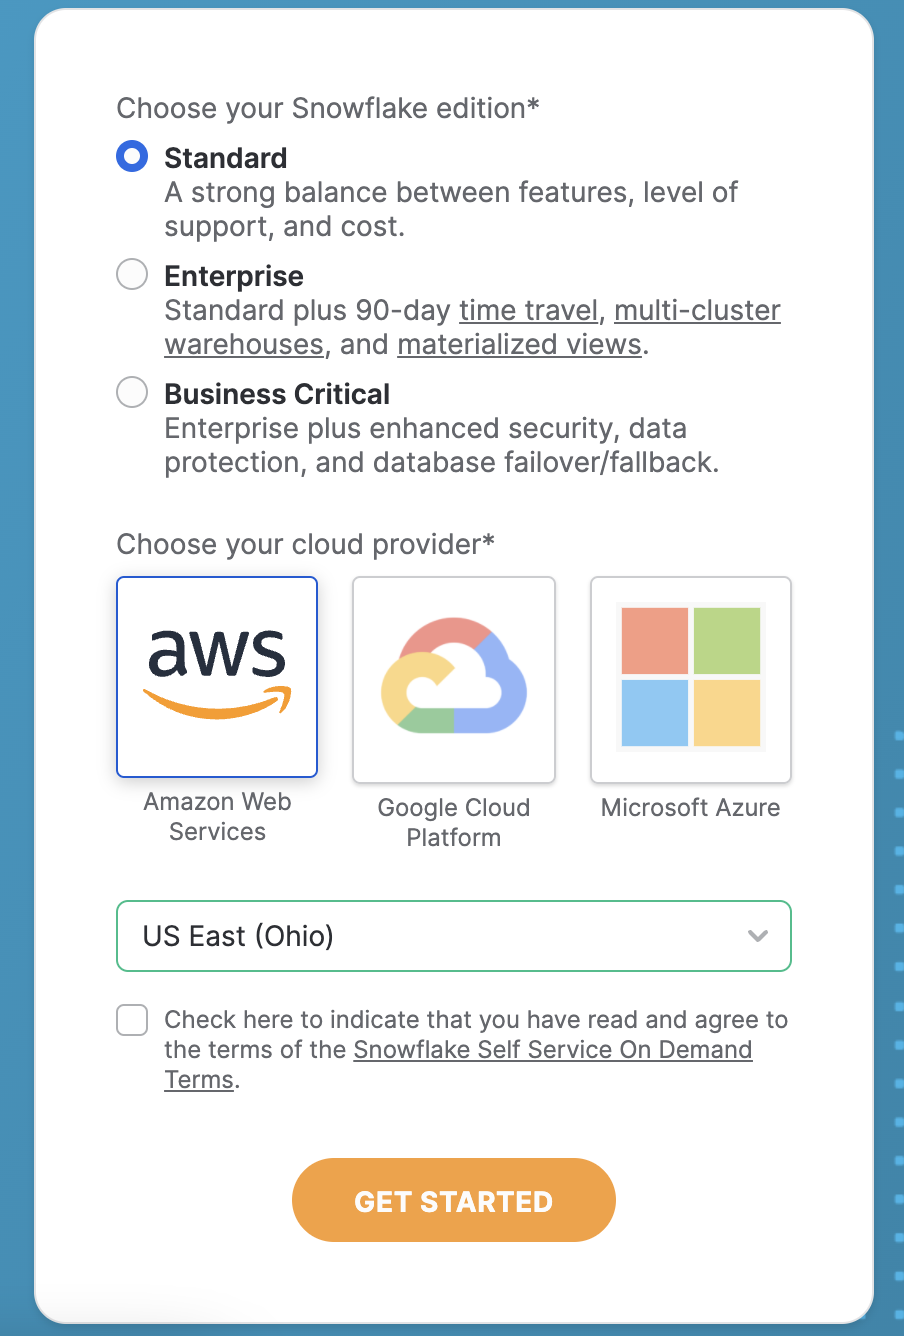 Choose your Snowflake edition*
Standard
A strong balance between features, level of
support, and cost.
Enterprise
Standard plus 90-day time travel, multi-cluster
warehouses, and materialized views.
Business Critical
Enterprise plus enhanced security, data
protection, and database failover/fallback.
Choose your cloud provider*
aws
Amazon Web
Services
Google Cloud
Platform
Microsoft Azure
US East (Ohio)
Check here to indicate that you have read and agree to
the terms of the Snowflake Self Service On Demand
Terms.
GET STARTED